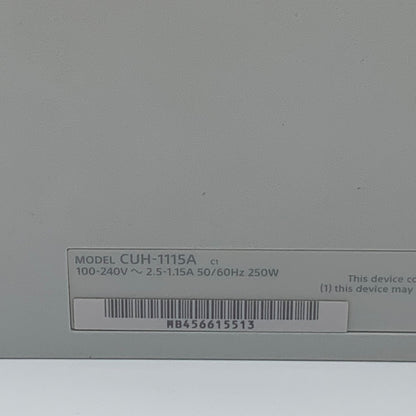 MODEL CUH-1115A C1
100-240V ~ 2.5-1.15A 50/60Hz 250W
This device co
(1) this device may
MB456615513